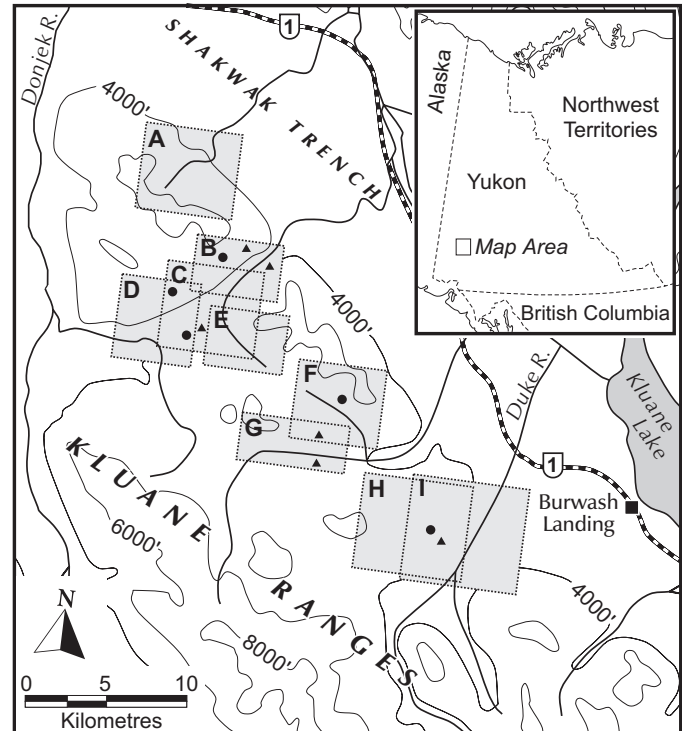 Donjek R.
1
SHAKWAK TRENCH
4000'
A
B
C
D
E
4000'
F
G
H
I
Duke R.
1
Kluane
Lake
Burwash
Landing
KLUANE
RANGES
6000'
8000'
4000'
N
0 5 10
Kilometres
Alaska
Northwest
Territories
Yukon
Map Area
British Columbia